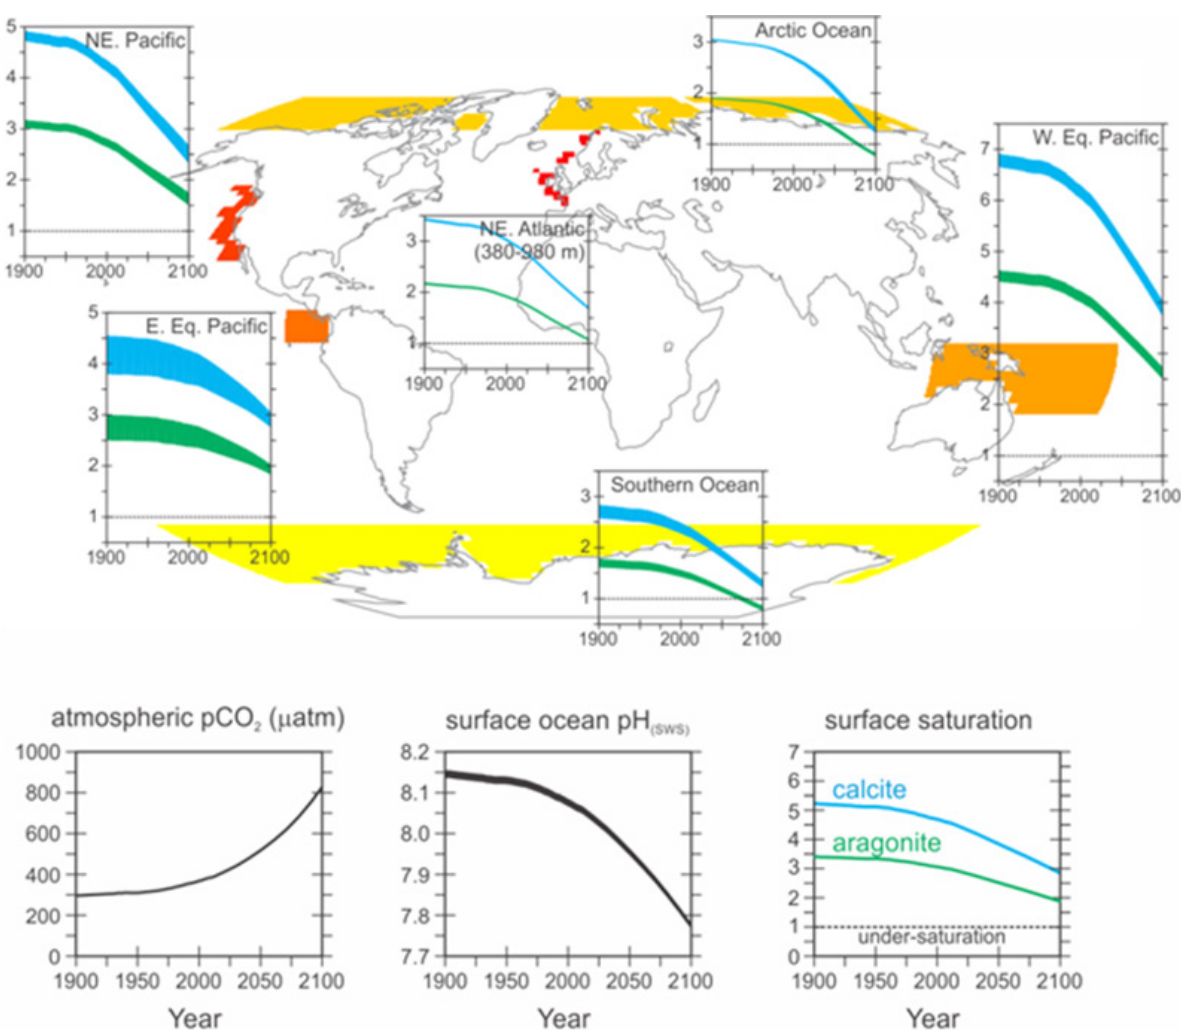 NE. Pacific
5
4
3
2
1
1900 2000 2100
Arctic Ocean
3
2
1
1900 2000 2100
W. Eq. Pacific
7
6
5
4
3
2
1
1900 2000 2100
NE. Atlantic
(380-980 m)
3
2
1
1900 2000 2100
E. Eq. Pacific
5
4
3
2
1
1900 2000 2100
Southern Ocean
3
2
1
1900 2000 2100
atmospheric pCO₂ (µatm)
1000
800
600
400
200
0
1900 1950 2000 2050 2100
Year
surface ocean pH(SWS)
8.2
8.1
8.0
7.9
7.8
7.7
1900 1950 2000 2050 2100
Year
surface saturation
7
6
5
4
3
2
1
0
calcite
aragonite
under-saturation
1900 1950 2000 2050 2100
Year